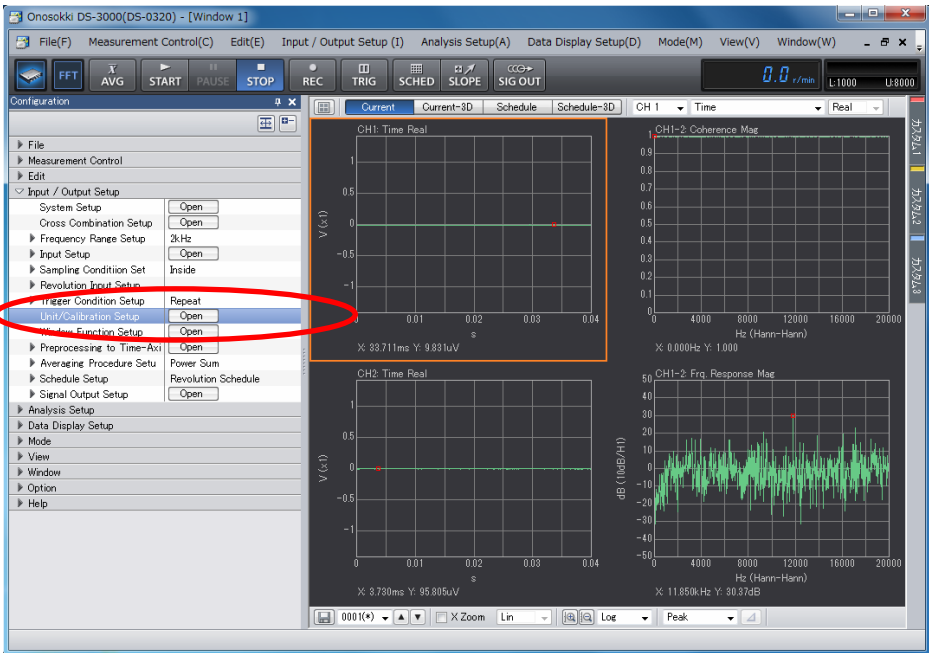 Onosokki DS-3000(DS-0320) - [Window 1]
File(F) Measurement Control(C) Edit(E) Input / Output Setup (I) Analysis Setup(A) Data Display Setup(D) Mode(M) View(V) Window(W)
FFT X AVG START PAUSE STOP REC TRIG SCHED SLOPE SIG OUT 0.0 r/min L:1000 U:8000
Configuration
Current Current-3D Schedule Schedule-3D CH 1 Time Real
カスタム1
カスタム2
カスタム3
File
Measurement Control
Edit
Input / Output Setup
System Setup Open
Cross Combination Setup Open
Frequency Range Setup 2kHz
Input Setup Open
Sampling Conditiion Set Inside
Revolution Input Setup
Trigger Condition Setup Repeat
Unit/Calibration Setup Open
Window Function Setup Open
Preprocessing to Time-Axi Open
Averaging Procedure Setu Power Sum
Schedule Setup Revolution Schedule
Signal Output Setup Open
Analysis Setup
Data Display Setup
Mode
View
Window
Option
Help
CH1: Time Real
1
0.5
0
-0.5
-1
V (x1)
0 0.01 0.02 0.03 0.04
s
X: 33.711ms Y: 9.831uV
CH1-2: Coherence Mag
1
0.9
0.8
0.7
0.6
0.5
0.4
0.3
0.2
0.1
0 4000 8000 12000 16000 20000
Hz (Hann-Hann)
X: 0.000Hz Y: 1.000
CH2: Time Real
1
0.5
0
-0.5
-1
V (x1)
0 0.01 0.02 0.03 0.04
s
X: 3.730ms Y: 95.805uV
CH1-2: Frq. Response Mag
50
40
30
20
10
0
-10
-20
-30
-40
-50
dB (10dB/H1)
0 4000 8000 12000 16000 20000
Hz (Hann-Hann)
X: 11.850kHz Y: 30.37dB
0001(*) X Zoom Lin Log Peak